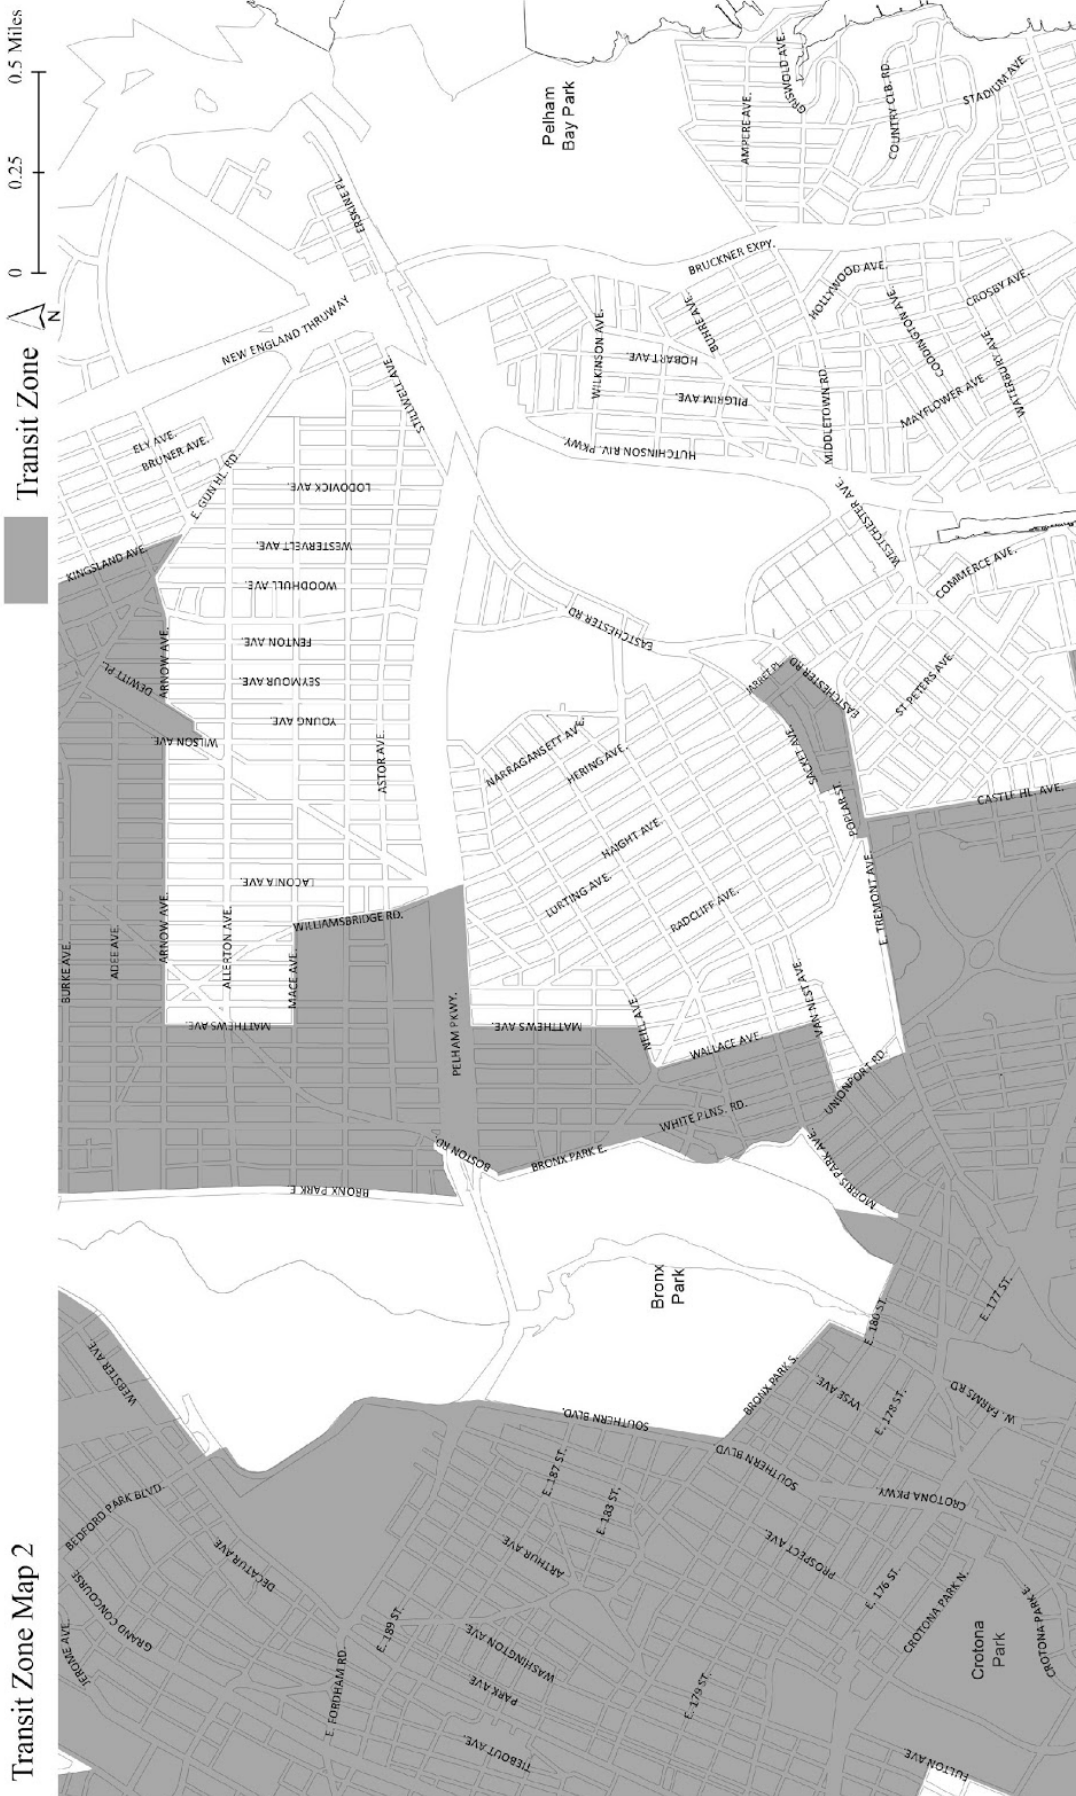 Transit Zone Map 2
Transit Zone
N
0
0.25
0.5 Miles
JEROME AVE.
GRAND CONCOURSE
BEDFORD PARK BLVD.
WEBSTER AVE.
DECATUR AVE.
E. FORDHAM RD.
E. 189 ST.
TIEBOUT AVE.
PARK AVE
WASHINGTON AVE.
ARTHUR AVE
E. 187 ST.
E. 183 ST.
SOUTHERN BLVD.
E. 179 ST.
PROSPECT AVE.
SOUTHERN BLVD
BRONX PARK S.
VYSE AVE.
E. 178 ST.
E. 180 ST.
E. 176 ST.
CROTONA PKWY.
W. FARMS RD
E. 177 ST.
FULTON AVE
CROTONA PARK N.
Crotona
Park
CROTONA PARK E.
Bronx
Park
BURKE AVE.
ADEE AVE.
ARNOW AVE.
ALLERTON AVE.
MACE AVE.
MATTHEWS AVE.
BRONX PARK E
WILLIAMSBRIDGE RD.
LACONIA AVE.
PELHAM PKWY.
BOSTON RD.
BRONX PARK E.
MATTHEWS AVE.
NEIL AVE
WHITE PLNS. RD.
WALLACE AVE
VAN NEST AVE.
UNIONPORT RD.
MORRIS PARK AVE.
E. TREMONT AVE.
KINGSLAND AVE.
DEWITT PL.
ARNOW AVE.
WILSON AVE
YOUNG AVE.
SEYMOUR AVE.
FENTON AVE.
WOODHULL AVE.
WESTERVELT AVE.
LODOVICK AVE.
ASTOR AVE.
STILLWELL AVE.
E. GUN HL. RD.
BRUNER AVE.
ELY AVE.
NEW ENGLAND THRUWAY
ERSKINE PL
NARRAGANSETT AVE.
HERING AVE.
HAIGHT AVE.
LURTING AVE.
RADCLIFF AVE.
EASTCHESTER RD
JARRET PL
EASTCHESTER RD
SACKET AVE.
POPLAR ST.
CASTLE HL. AVE.
ST PETERS AVE.
COMMERCE AVE.
WESTCHESTER AVE.
HUTCHINSON RIV. PKWY.
PILGRIM AVE.
HOBART AVE.
WILKINSON AVE.
BUHRE AVE.
MIDDLETOWN RD.
HOLLYWOOD AVE.
CODDINGTON AVE.
MAYFLOWER AVE.
WATERBURY AVE
CROSBY AVE.
BRUCKNER EXPY.
Pelham
Bay Park
AMPERE AVE.
GRISWOLD AVE.
COUNTRY CLB. RD.
STADIUM AVE.